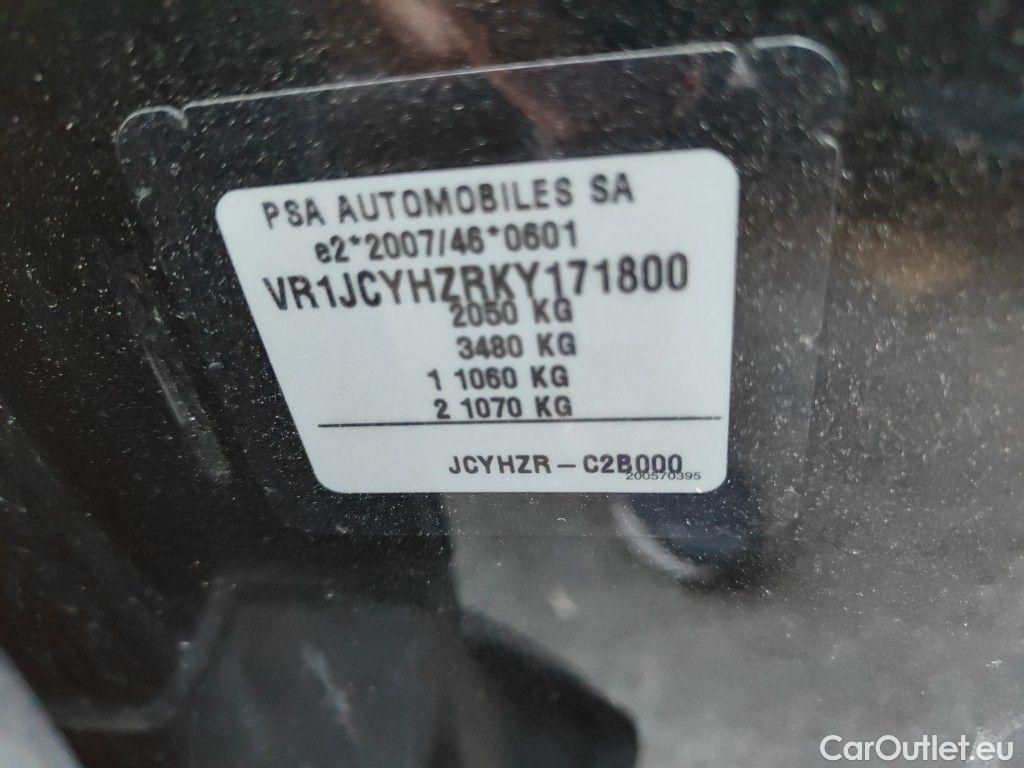 PSA AUTOMOBILES SA
e2*2007/46*0601
VR1JCYHZRKY171800
2050 KG
3480 KG
1 1060 KG
2 1070 KG
JCYHZR - C2B000
200570395
CarOutlet.eu